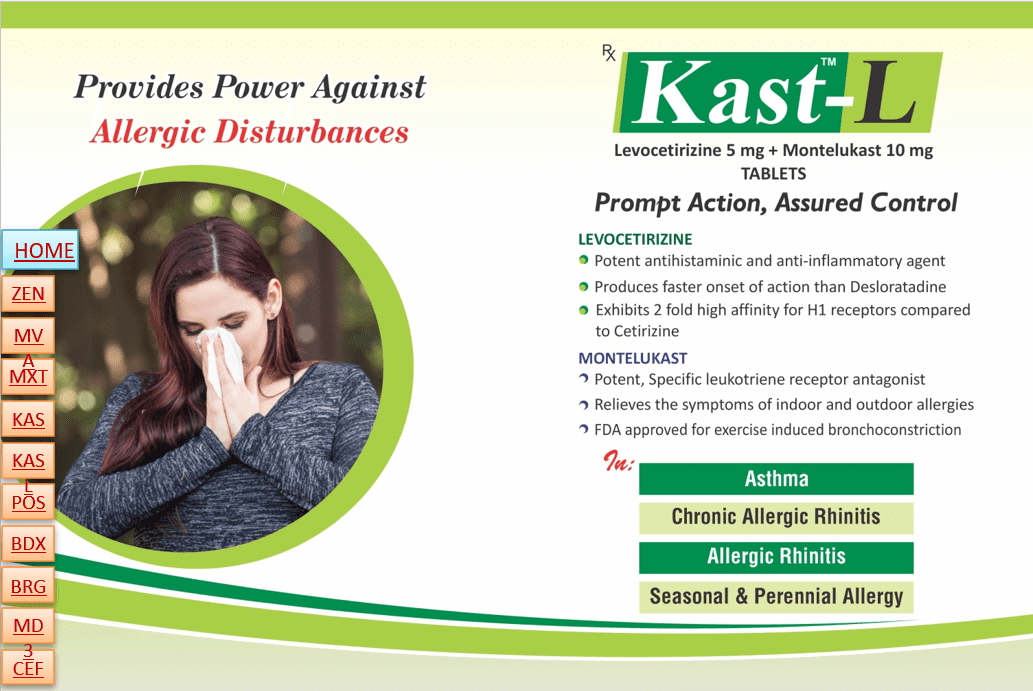 Provides Power Against
Allergic Disturbances
HOME
ZEN
MV
A
MXT
KAS
KAS
L
POS
BDX
BRG
MD
3
CEF
Rx
Kast-L™
Levocetirizine 5 mg + Montelukast 10 mg
TABLETS
Prompt Action, Assured Control
LEVOCETIRIZINE
Potent antihistaminic and anti-inflammatory agent
Produces faster onset of action than Desloratadine
Exhibits 2 fold high affinity for H1 receptors compared
to Cetirizine
MONTELUKAST
Potent, Specific leukotriene receptor antagonist
Relieves the symptoms of indoor and outdoor allergies
FDA approved for exercise induced bronchoconstriction
In:
Asthma
Chronic Allergic Rhinitis
Allergic Rhinitis
Seasonal & Perennial Allergy